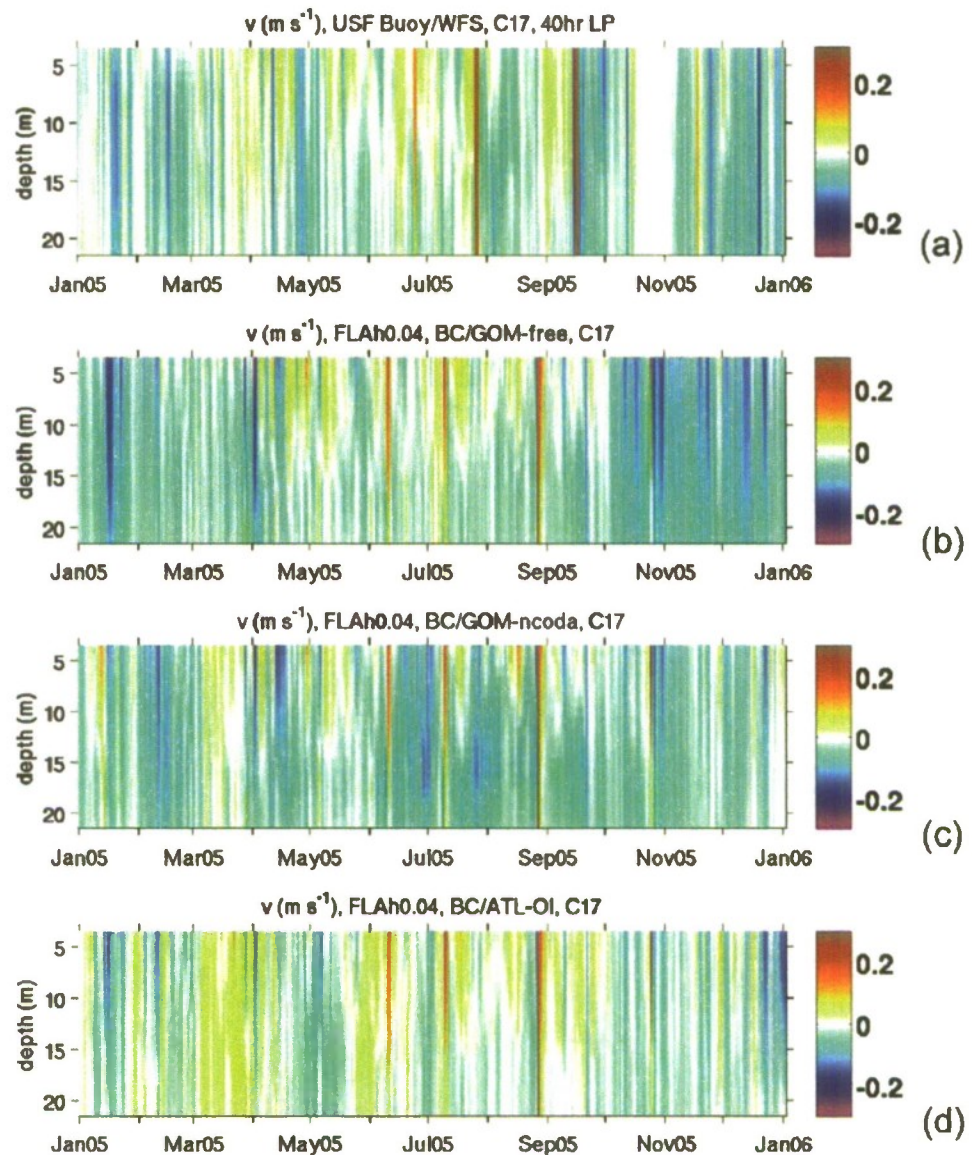 v (m s⁻¹), USF Buoy/WFS, C17, 40hr LP
depth (m)
5
10
15
20
Jan05 Mar05 May05 Jul05 Sep05 Nov05 Jan06
0.2
0
-0.2
(a)
v (m s⁻¹), FLAh0.04, BC/GOM-free, C17
depth (m)
5
10
15
20
Jan05 Mar05 May05 Jul05 Sep05 Nov05 Jan06
0.2
0
-0.2
(b)
v (m s⁻¹), FLAh0.04, BC/GOM-ncoda, C17
depth (m)
5
10
15
20
Jan05 Mar05 May05 Jul05 Sep05 Nov05 Jan06
0.2
0
-0.2
(c)
v (m s⁻¹), FLAh0.04, BC/ATL-OI, C17
depth (m)
5
10
15
20
Jan05 Mar05 May05 Jul05 Sep05 Nov05 Jan06
0.2
0
-0.2
(d)